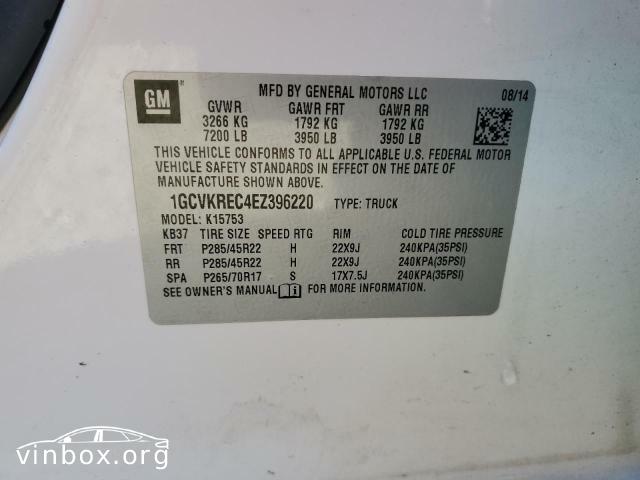 GM
MFD BY GENERAL MOTORS LLC 08/14
GVWR GAWR FRT GAWR RR
3266 KG 1792 KG 1792 KG
7200 LB 3950 LB 3950 LB
THIS VEHICLE CONFORMS TO ALL APPLICABLE U.S. FEDERAL MOTOR
VEHICLE SAFETY STANDARDS IN EFFECT ON THE DATE OF
MANUFACTURE SHOWN ABOVE.
1GCVKREC4EZ396220 TYPE: TRUCK
MODEL: K15753
KB37 TIRE SIZE SPEED RTG RIM COLD TIRE PRESSURE
FRT P285/45R22 H 22X9J 240KPA(35PSI)
RR P285/45R22 H 22X9J 240KPA(35PSI)
SPA P265/70R17 S 17X7.5J 240KPA(35PSI)
SEE OWNER'S MANUAL FOR MORE INFORMATION.
vinbox.org